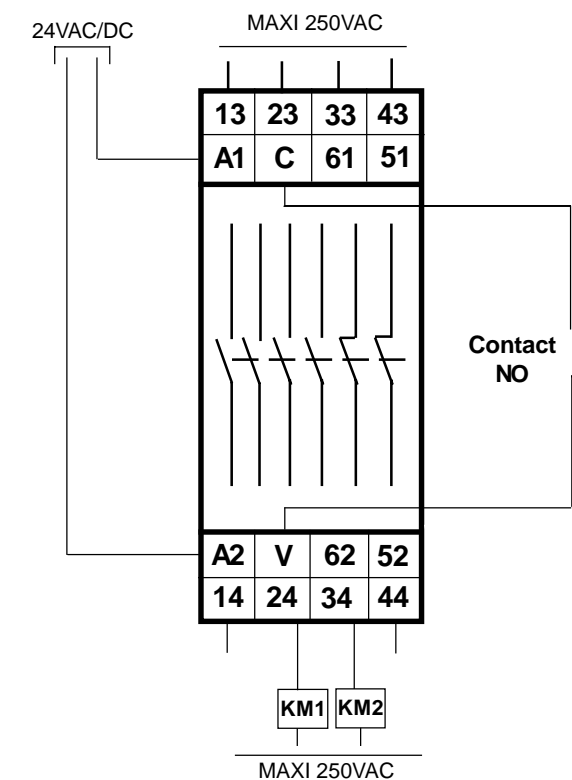 MAXI 250VAC
24VAC/DC
13 23 33 43
A1 C 61 51
Contact
NO
A2 V 62 52
14 24 34 44
KM1 KM2
MAXI 250VAC